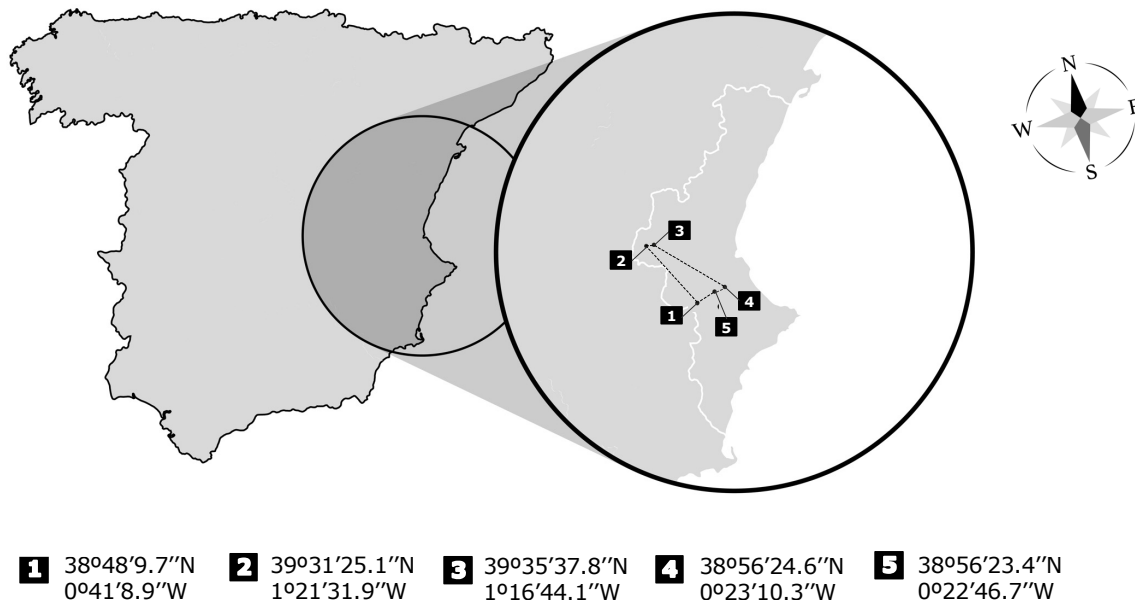 N
W
E
S
3
2
4
1
5
1 38º48’9.7’’N
0º41’8.9’’W
2 39º31’25.1’’N
1º21’31.9’’W
3 39º35’37.8’’N
1º16’44.1’’W
4 38º56’24.6’’N
0º23’10.3’’W
5 38º56’23.4’’N
0º22’46.7’’W